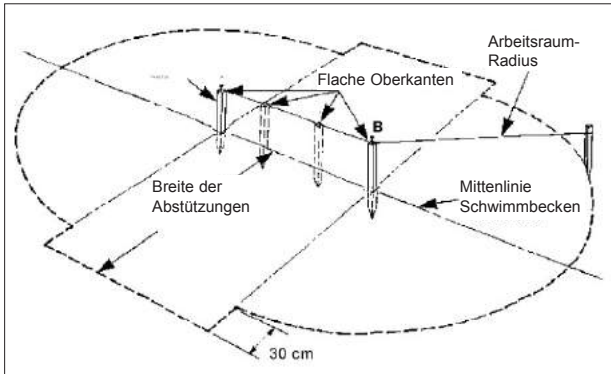 Arbeitsraum-
Radius
Flache Oberkanten
B
Breite der
Abstützungen
Mittenlinie
Schwimmbecken
30 cm